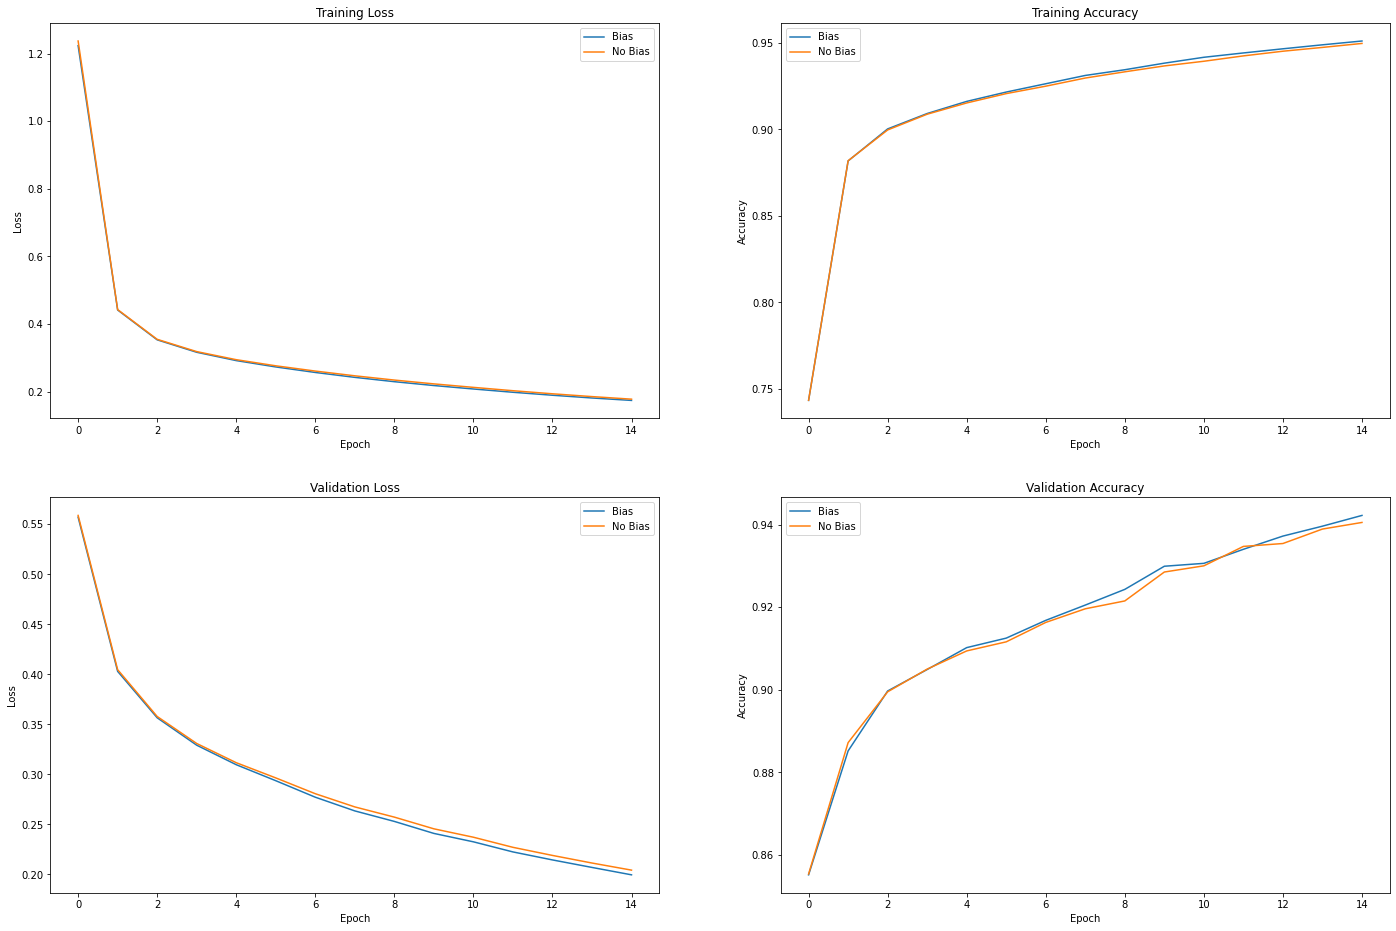 Training Loss
Bias
No Bias
1.2
1.0
0.8
0.6
0.4
0.2
Loss
0 2 4 6 8 10 12 14
Epoch
Training Accuracy
Bias
No Bias
0.95
0.90
0.85
0.80
0.75
Accuracy
0 2 4 6 8 10 12 14
Epoch
Validation Loss
Bias
No Bias
0.55
0.50
0.45
0.40
0.35
0.30
0.25
0.20
Loss
0 2 4 6 8 10 12 14
Epoch
Validation Accuracy
Bias
No Bias
0.94
0.92
0.90
0.88
0.86
Accuracy
0 2 4 6 8 10 12 14
Epoch